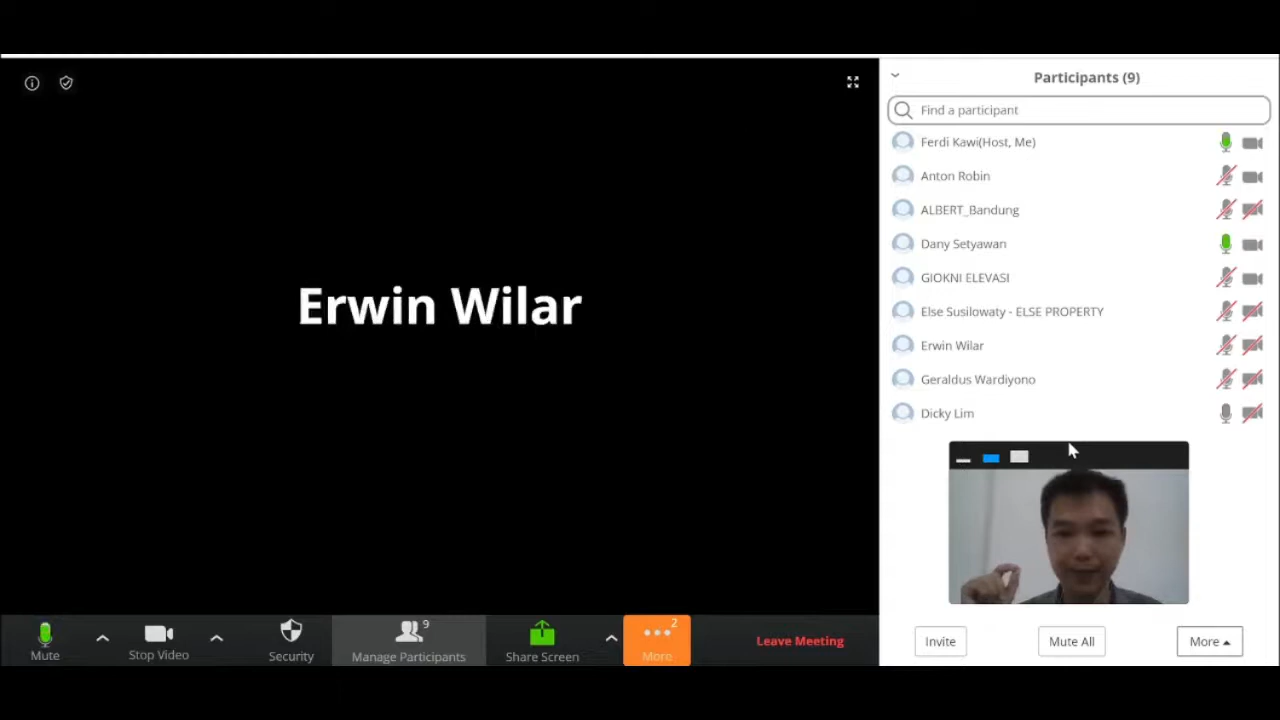 Participants (9)
Find a participant
Ferdi Kawi(Host, Me)
Anton Robin
ALBERT_Bandung
Dany Setyawan
GIOKNI ELEVASI
Else Susilowaty - ELSE PROPERTY
Erwin Wilar
Geraldus Wardiyono
Dicky Lim
Erwin Wilar
Invite
Mute All
More
Mute
Stop Video
Security
9
Manage Participants
Share Screen
2
More
Leave Meeting